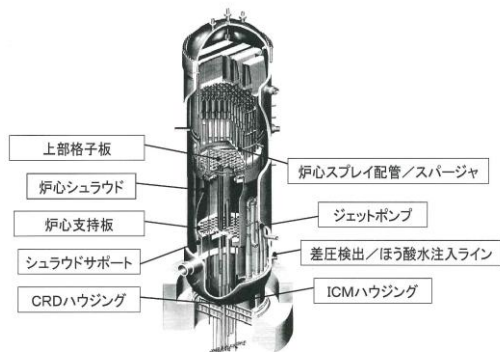 上部格子板
炉心シュラウド
炉心支持板
シュラウドサポート
CRDハウジング
炉心スプレイ配管/スパージャ
ジェットポンプ
差圧検出/ほう酸水注入ライン
ICMハウジング